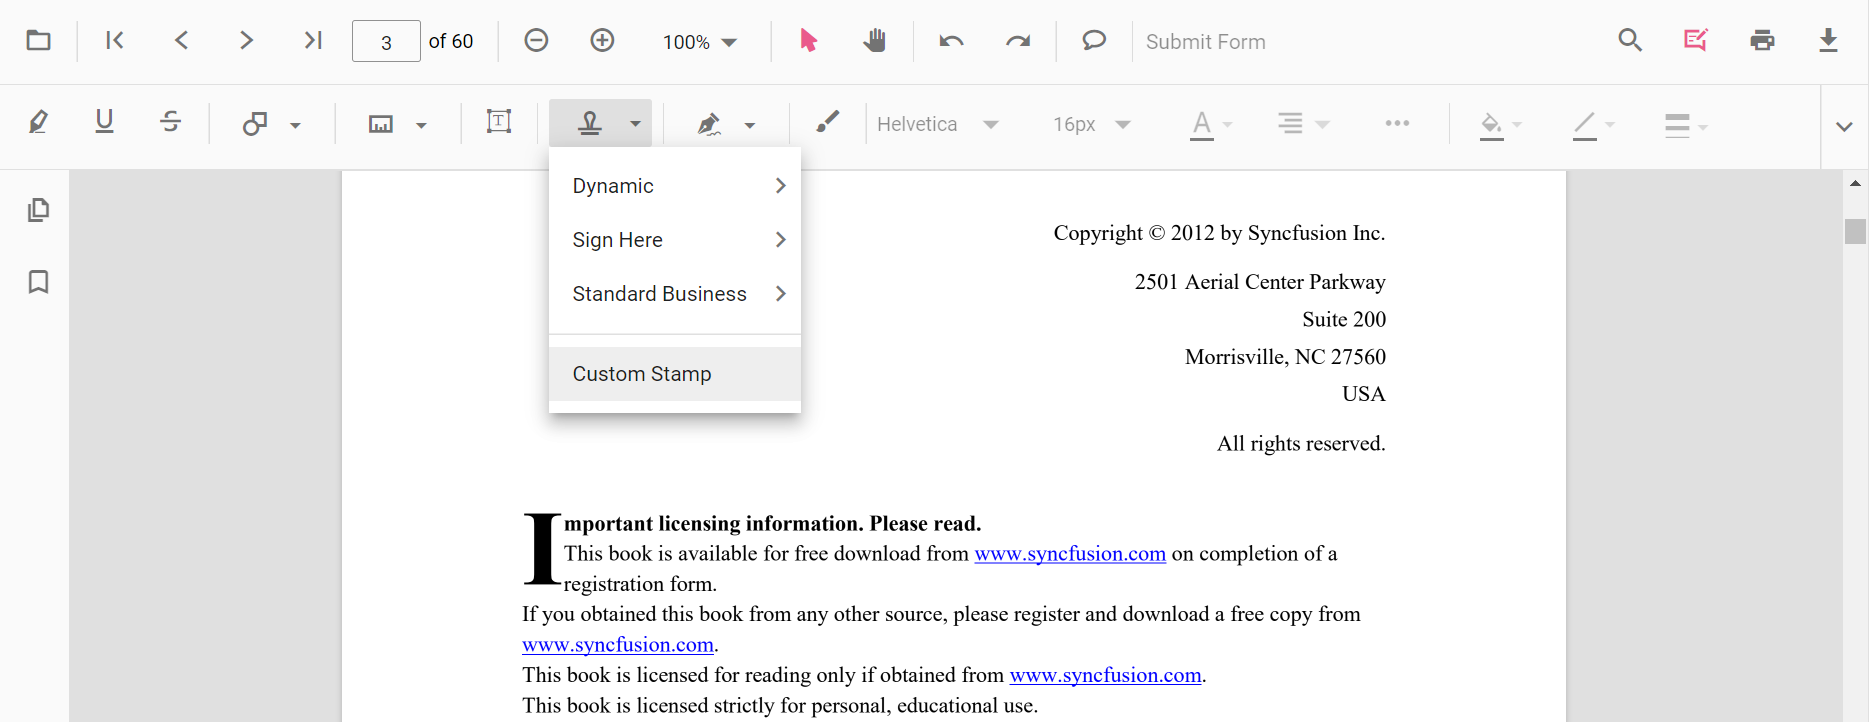 3 of 60 100% Submit Form
Helvetica 16px
Dynamic
Sign Here
Standard Business
Custom Stamp
Copyright © 2012 by Syncfusion Inc.
2501 Aerial Center Parkway
Suite 200
Morrisville, NC 27560
USA
All rights reserved.
Important licensing information. Please read.
This book is available for free download from www.syncfusion.com on completion of a
registration form.
If you obtained this book from any other source, please register and download a free copy from
www.syncfusion.com.
This book is licensed for reading only if obtained from www.syncfusion.com.
This book is licensed strictly for personal, educational use.